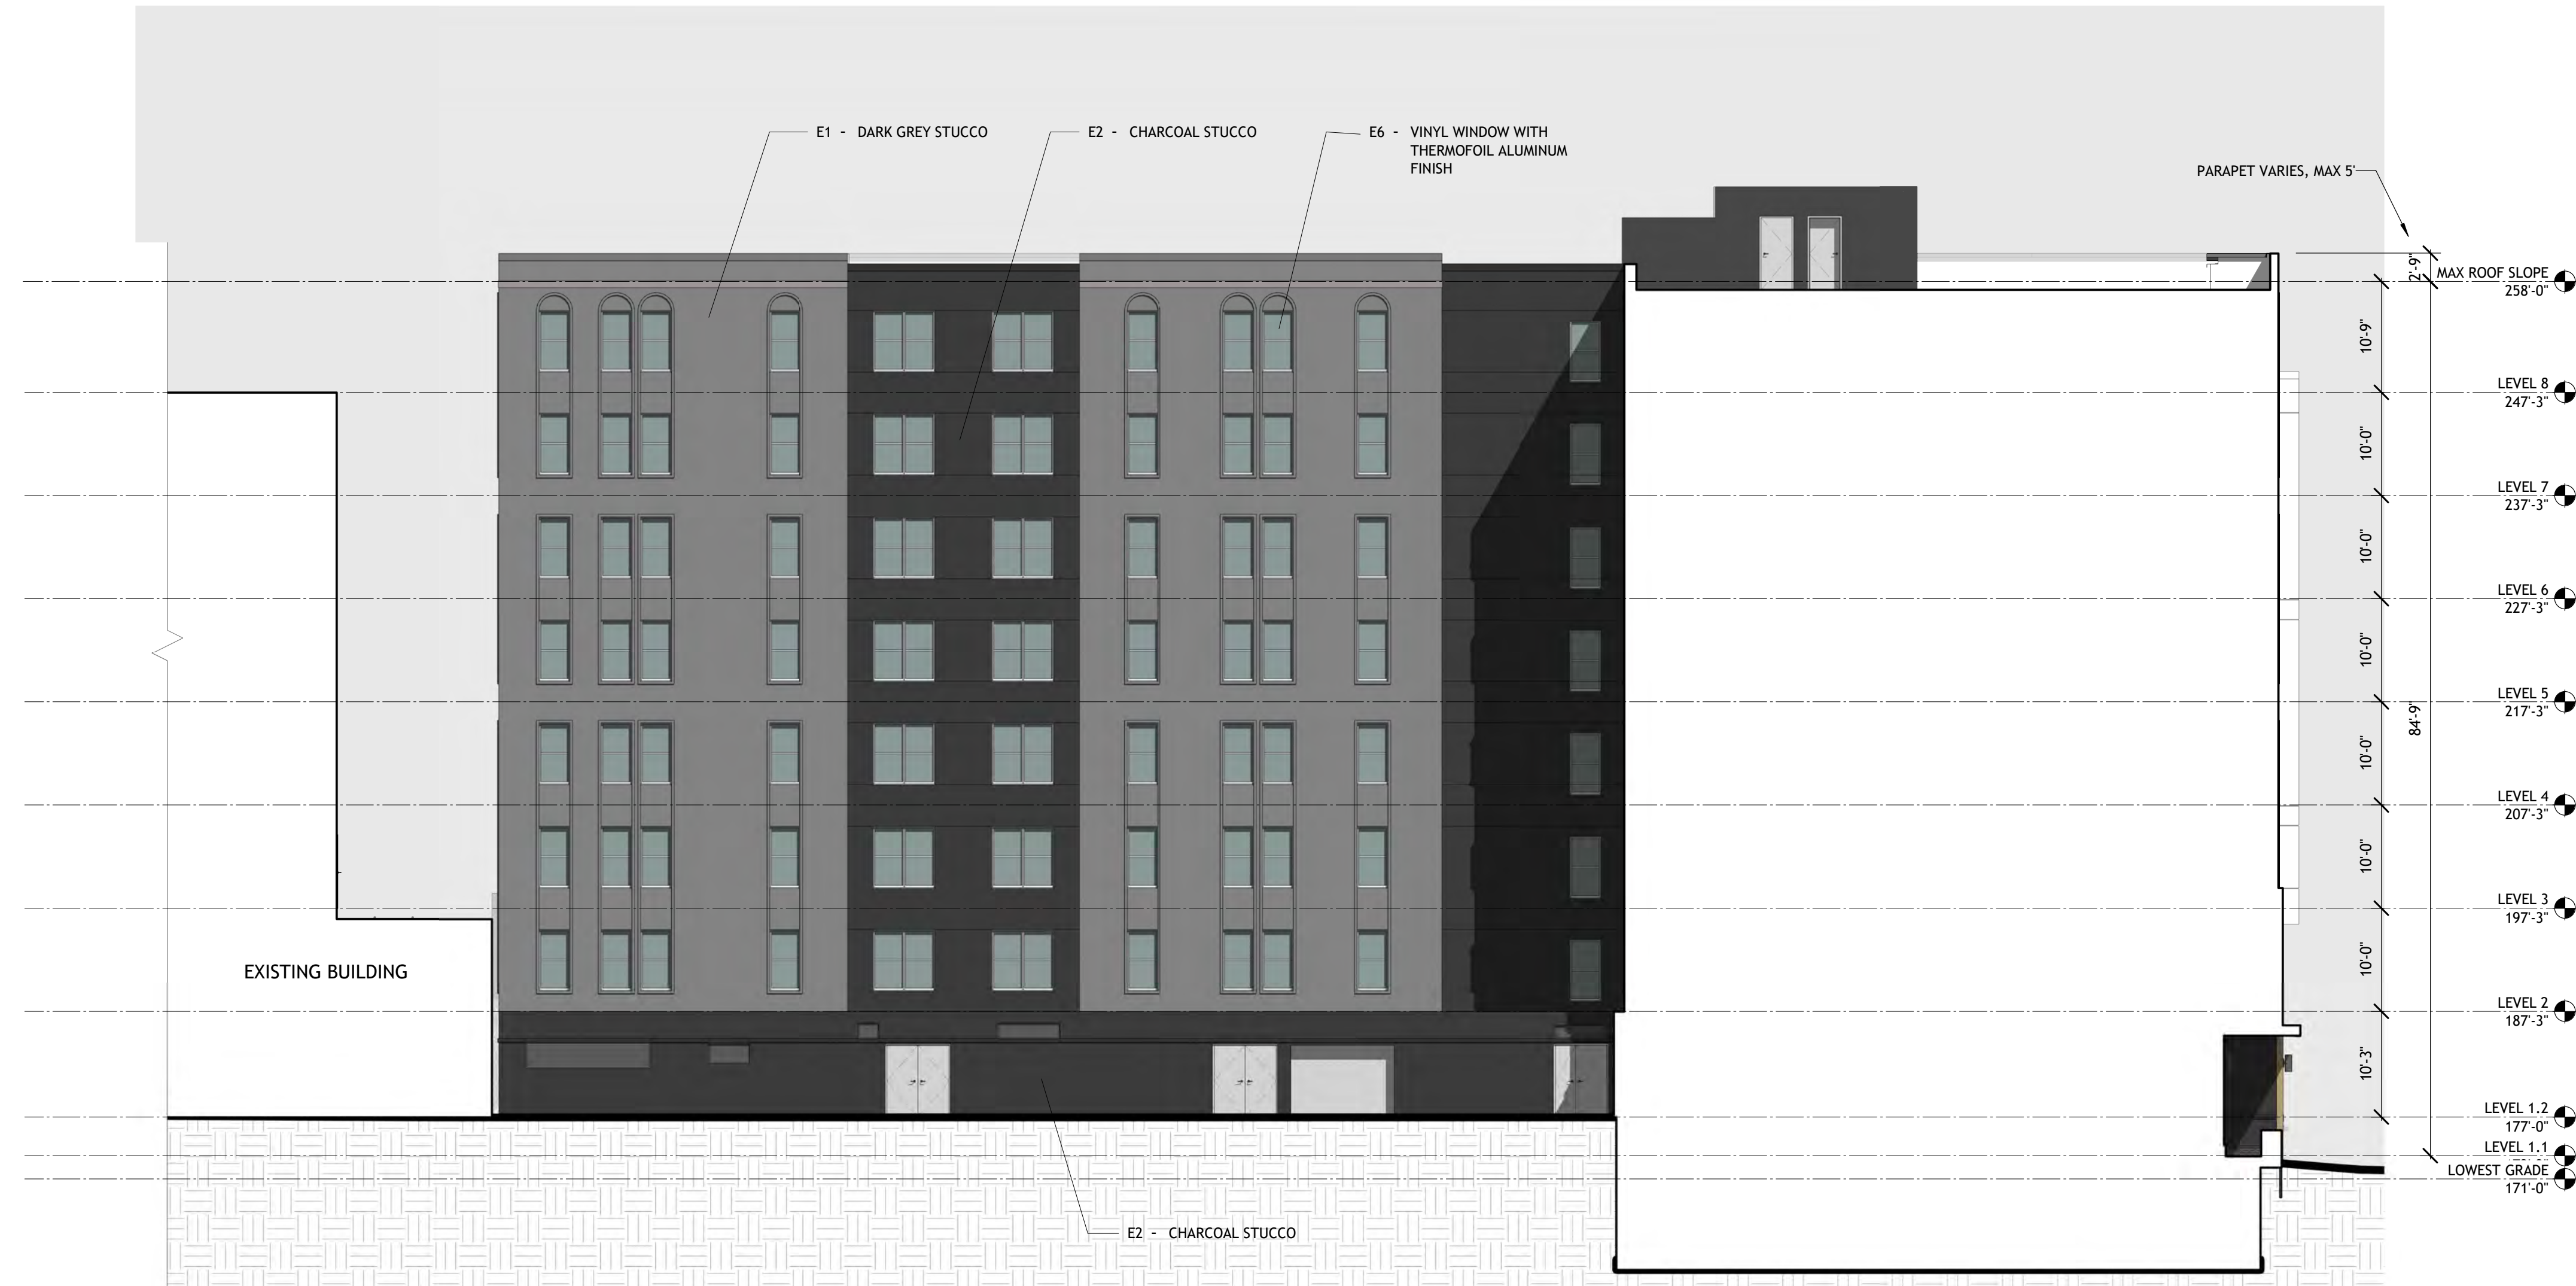 E1 - DARK GREY STUCCO
E2 - CHARCOAL STUCCO
E6 - VINYL WINDOW WITH
THERMOFOIL ALUMINUM
FINISH
PARAPET VARIES, MAX 5'
2'-9"
MAX ROOF SLOPE
258'-0"
10'-9"
LEVEL 8
247'-3"
10'-0"
LEVEL 7
237'-3"
10'-0"
LEVEL 6
227'-3"
10'-0"
LEVEL 5
217'-3"
84'-9"
10'-0"
LEVEL 4
207'-3"
10'-0"
LEVEL 3
197'-3"
10'-0"
EXISTING BUILDING
LEVEL 2
187'-3"
10'-3"
LEVEL 1.2
177'-0"
LEVEL 1.1
LOWEST GRADE
171'-0"
E2 - CHARCOAL STUCCO